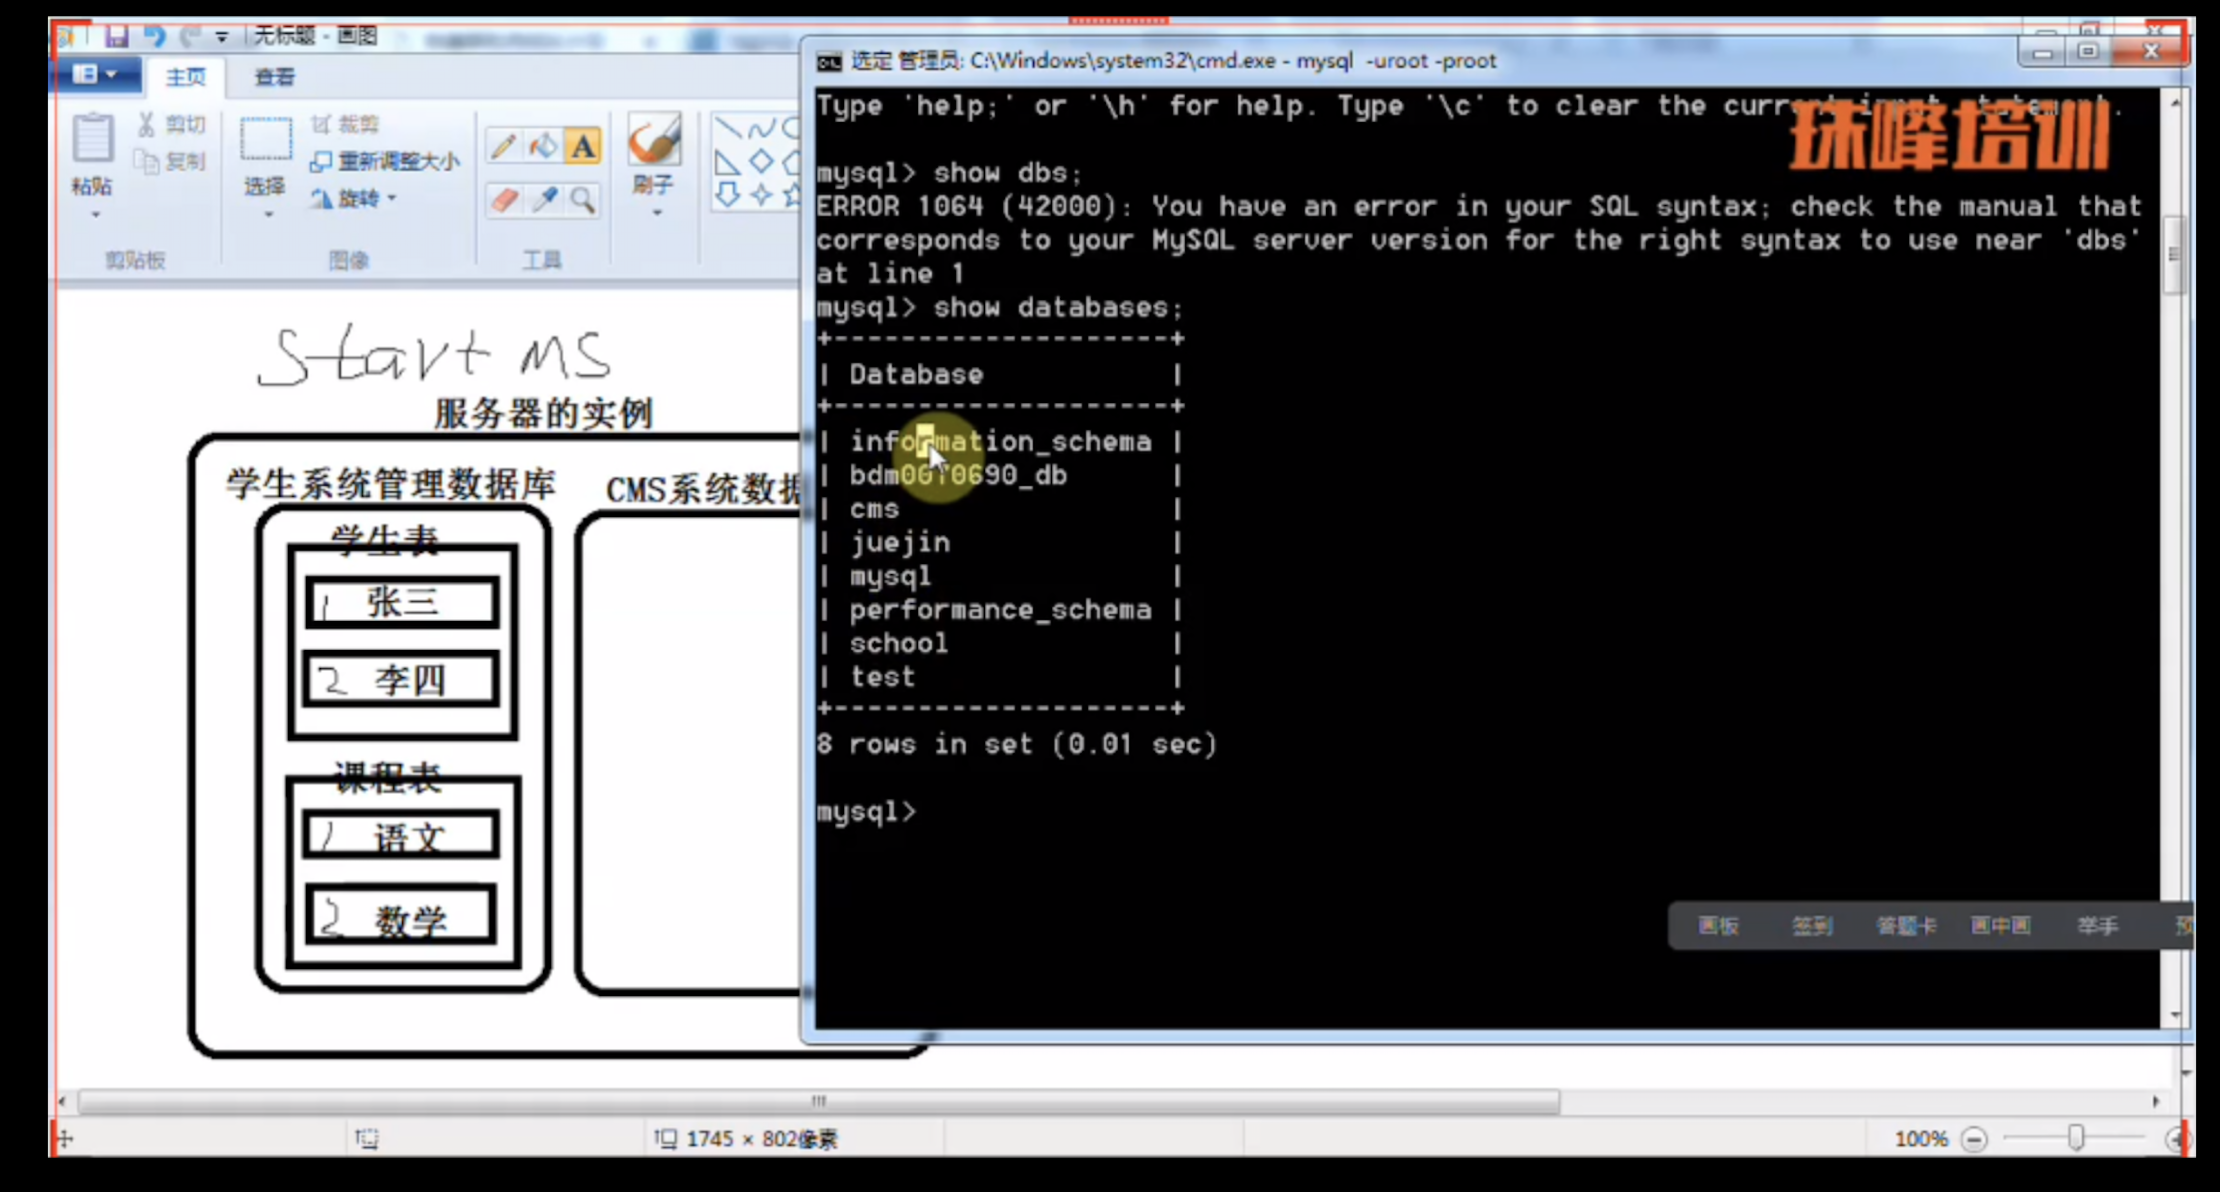 无标题 - 画图
主页
查看
粘贴
剪切
复制
剪贴板
选择
裁剪
重新调整大小
旋转
图像
A
工具
刷子
start MS
服务器的实例
学生系统管理数据库
CMS系统数据
学生表
1 张三
2 李四
课程表
1 语文
2 数学
1745 × 802像素
100%
选定 管理员: C:\Windows\system32\cmd.exe - mysql -uroot -proot
Type 'help;' or '\h' for help. Type '\c' to clear the current input statement.
珠峰培训
mysql> show dbs;
ERROR 1064 (42000): You have an error in your SQL syntax; check the manual that
corresponds to your MySQL server version for the right syntax to use near 'dbs'
at line 1
mysql> show databases;
+--------------------+
| Database |
+--------------------+
| information_schema |
| bdm00?0690_db |
| cms |
| juejin |
| mysql |
| performance_schema |
| school |
| test |
+--------------------+
8 rows in set (0.01 sec)
mysql>
画板 签到 答题卡 画中画 举手